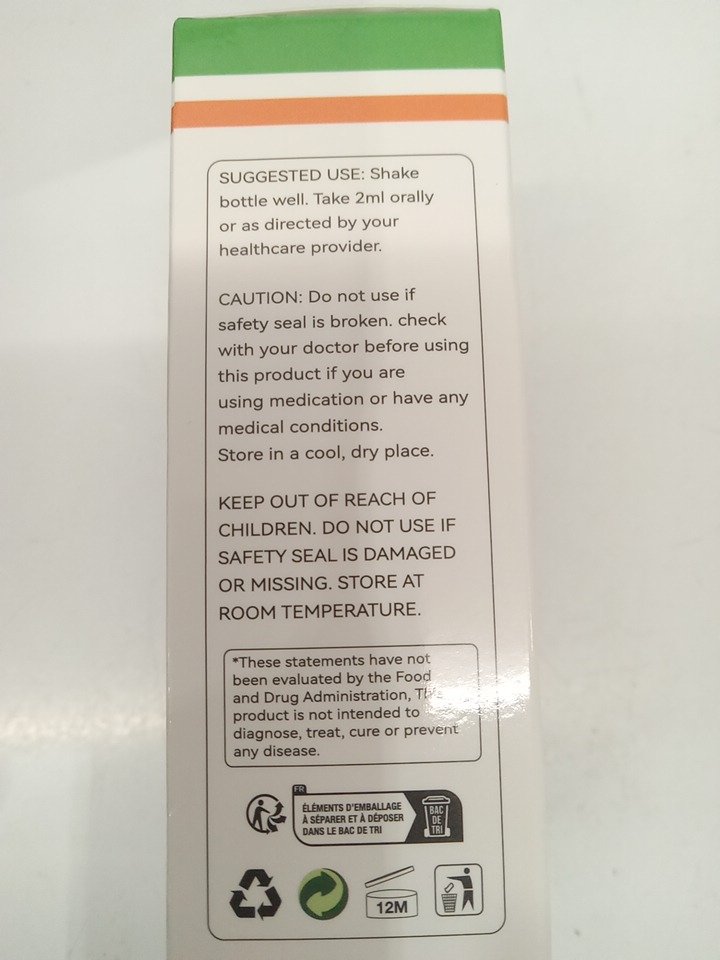 SUGGESTED USE: Shake
bottle well. Take 2ml orally
or as directed by your
healthcare provider.
CAUTION: Do not use if
safety seal is broken. check
with your doctor before using
this product if you are
using medication or have any
medical conditions.
Store in a cool, dry place.
KEEP OUT OF REACH OF
CHILDREN. DO NOT USE IF
SAFETY SEAL IS DAMAGED
OR MISSING. STORE AT
ROOM TEMPERATURE.
*These statements have not
been evaluated by the Food
and Drug Administration, This
product is not intended to
diagnose, treat, cure or prevent
any disease.
FR
ÉLÉMENTS D'EMBALLAGE
À SÉPARER ET À DÉPOSER
DANS LE BAC DE TRI
BAC
DE
TRI
12M